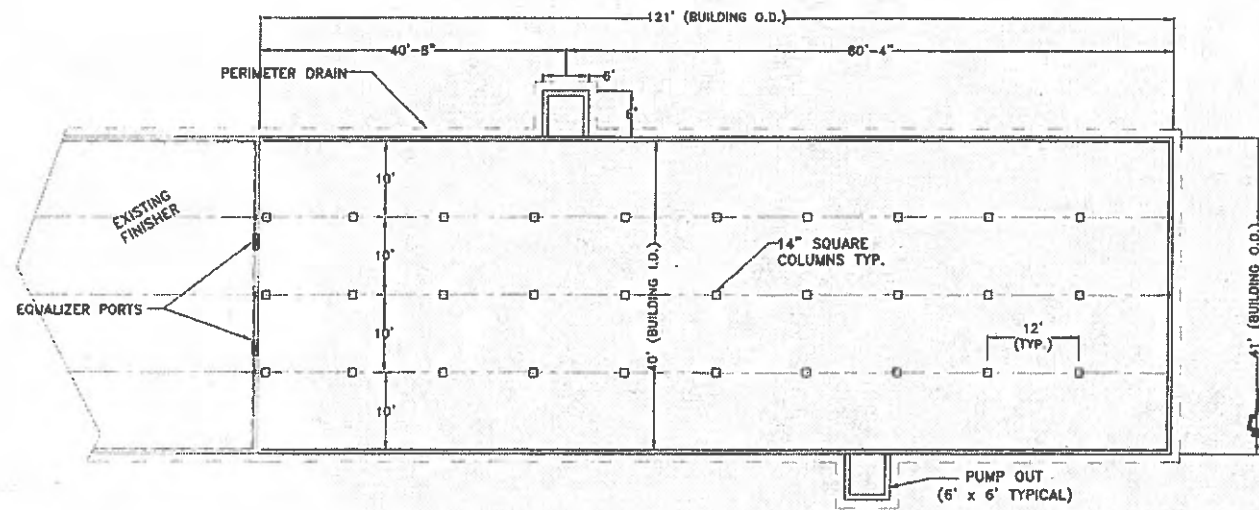 121' (BUILDING O.D.)
40'-8"
80'-4"
PERIMETER DRAIN
6'
10'
EXISTING
FINISHER
10'
14" SQUARE
COLUMNS TYP.
40' (BUILDING I.D.)
EQUALIZER PORTS
10'
12'
(TYP.)
41' (BUILDING O.D.)
10'
PUMP OUT
(6' x 6' TYPICAL)